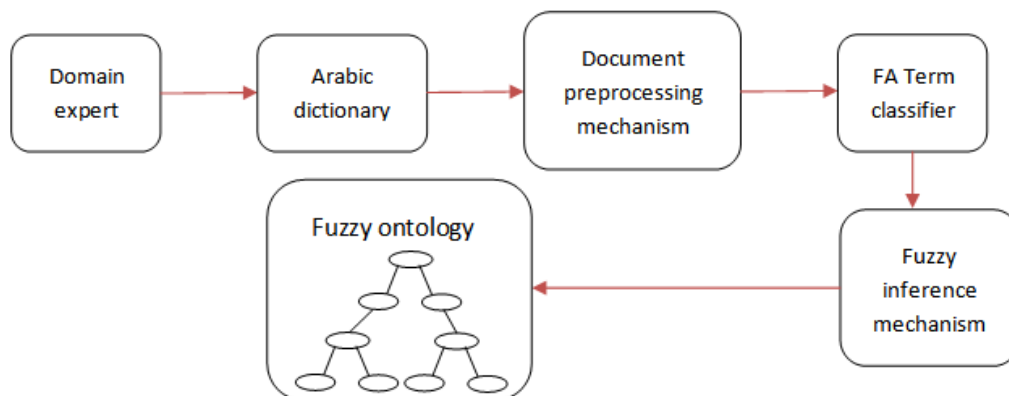 Domain
expert
Arabic
dictionary
Document
preprocessing
mechanism
FA Term
classifier
Fuzzy
inference
mechanism
Fuzzy ontology